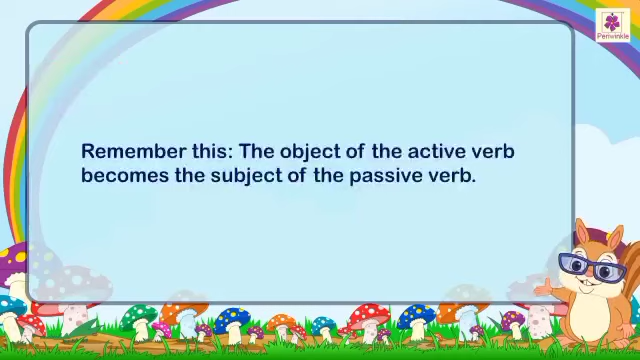 Periwinkle
Remember this: The object of the active verb
becomes the subject of the passive verb.